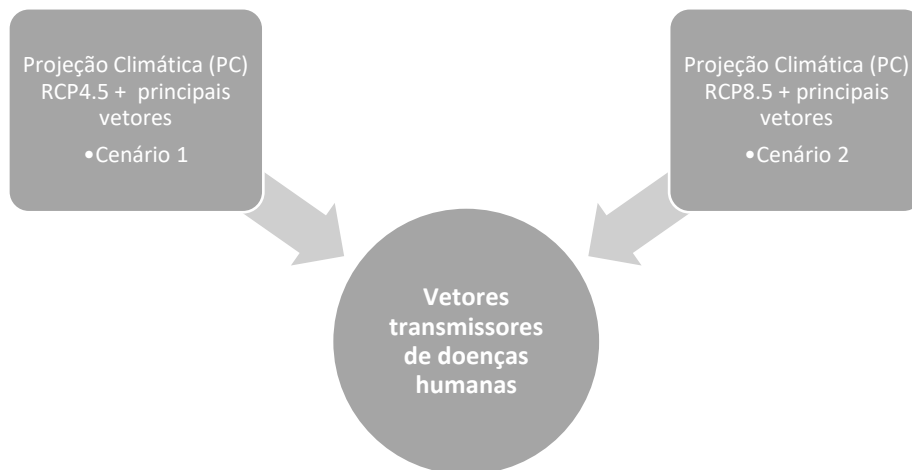 Projeção Climática (PC)
RCP4.5 + principais
vetores
•Cenário 1
Projeção Climática (PC)
RCP8.5 + principais
vetores
•Cenário 2
Vetores
transmissores
de doenças
humanas